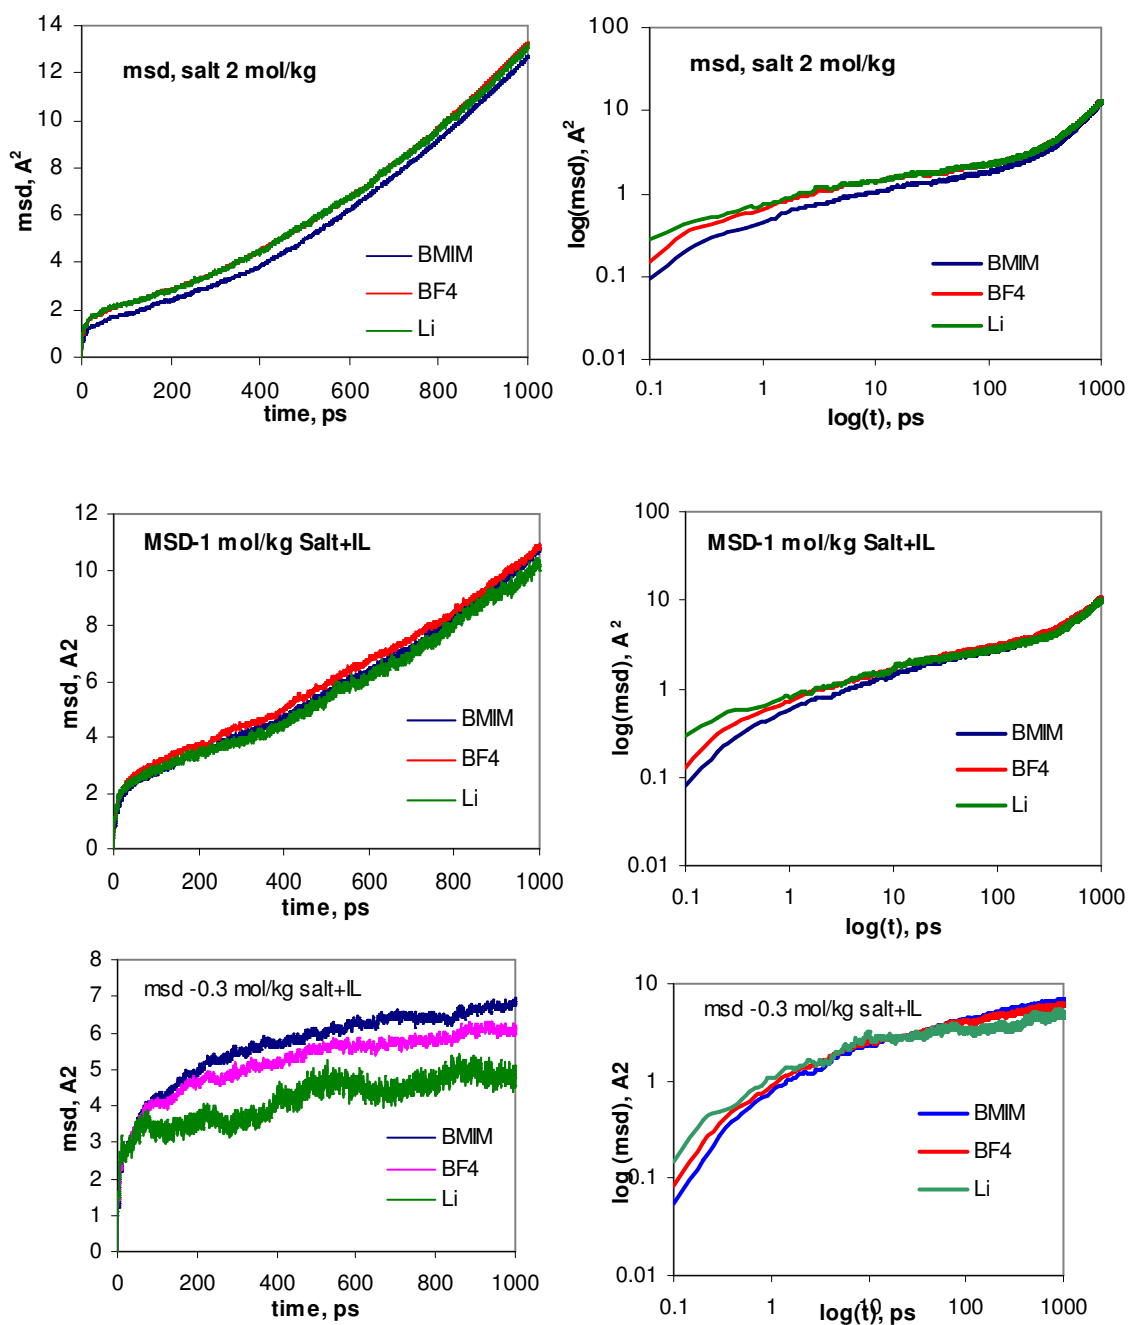 msd, salt 2 mol/kg
msd, A²
14
12
10
8
6
4
2
0
BMIM
BF4
Li
0 200 400 600 800 1000
time, ps
msd, salt 2 mol/kg
log(msd), A²
100
10
1
0.1
0.01
BMIM
BF4
Li
0.1 1 10 100 1000
log(t), ps
MSD-1 mol/kg Salt+IL
msd, A2
12
10
8
6
4
2
0
BMIM
BF4
Li
0 200 400 600 800 1000
time, ps
MSD-1 mol/kg Salt+IL
log(msd), A²
100
10
1
0.1
0.01
BMIM
BF4
Li
0.1 1 10 100 1000
log(t), ps
msd -0.3 mol/kg salt+IL
msd, A2
8
7
6
5
4
3
2
1
0
BMIM
BF4
Li
0 200 400 600 800 1000
time, ps
msd -0.3 mol/kg salt+IL
log (msd), A2
10
1
0.1
0.01
BMIM
BF4
Li
0.1 1 10 100 1000
log(t), ps